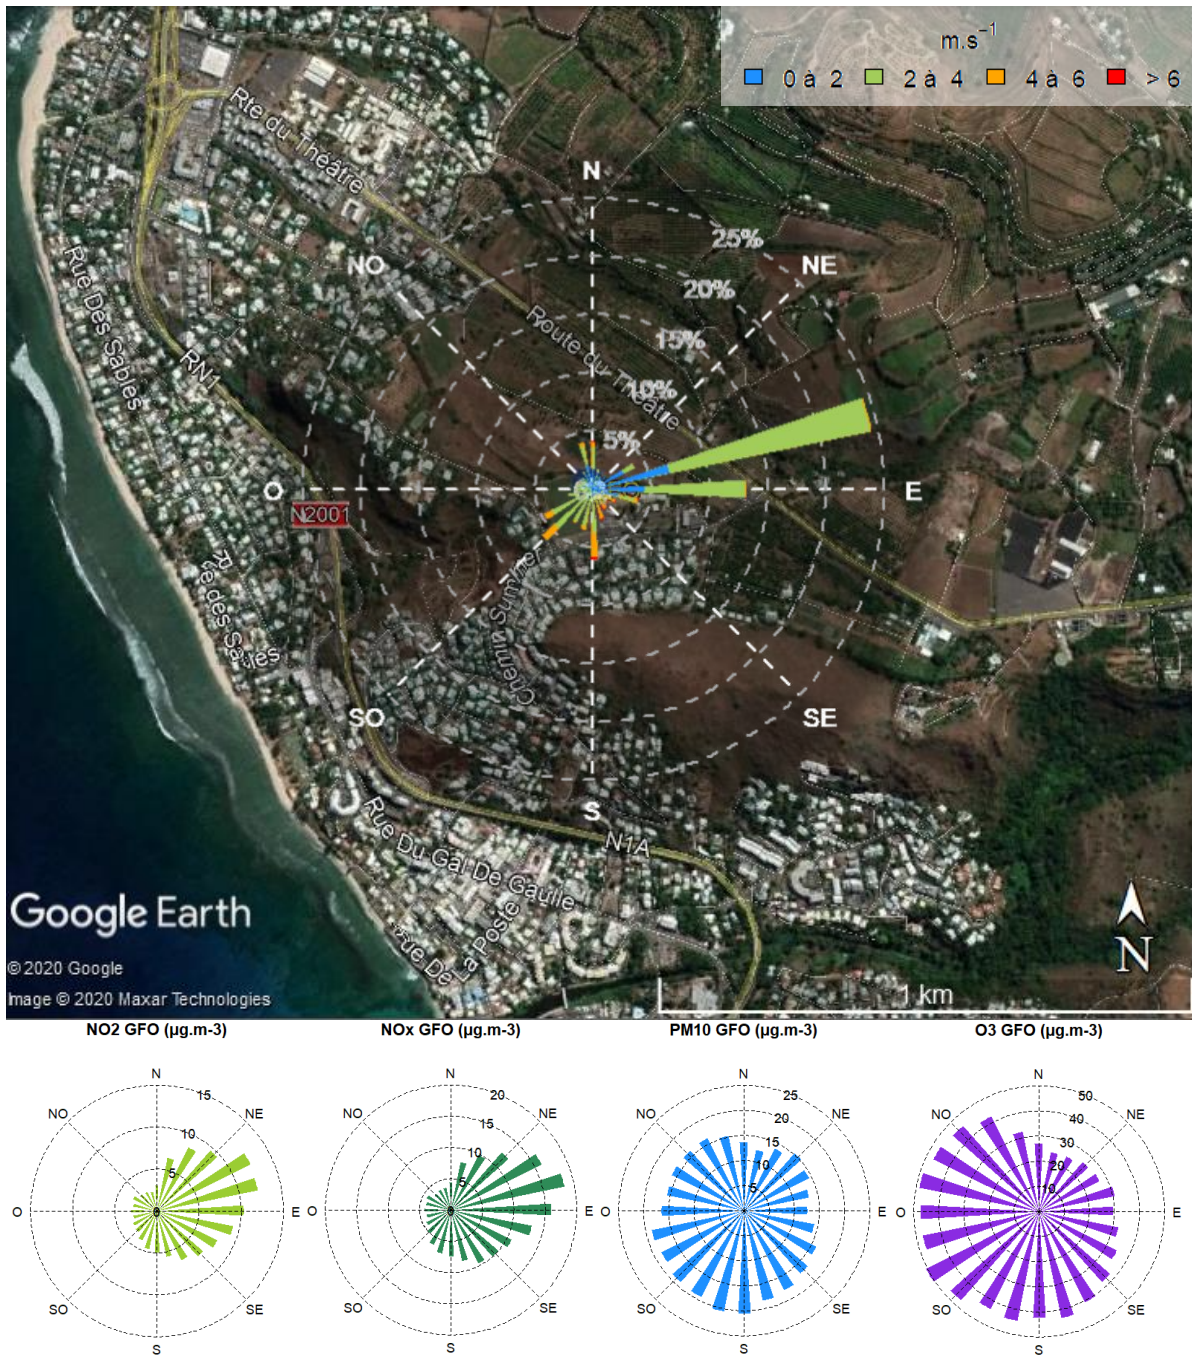 m.s⁻¹
0 à 2 2 à 4 4 à 6 > 6
Rte du Théâtre
N
25%
NO
NE
20%
Rue Des Sables
Route du Théâtre
15%
RN1
10%
5%
O
E
N2001
Chemin Summer
SO
SE
S
Rue Du Gal De Gaulle
N1A
Google Earth
Rue De
La Poste
N
© 2020 Google
Image © 2020 Maxar Technologies
1 km
NO2 GFO (µg.m-3) NOx GFO (µg.m-3) PM10 GFO (µg.m-3) O3 GFO (µg.m-3)
N
15
NO
NE
10
5
O
0
E
SO
SE
S
N
20
NO
NE
15
10
5
O
0
E
SO
SE
S
N
25
NO
NE
20
15
10
5
O
0
E
SO
SE
S
N
50
NO
NE
40
30
20
10
O
E
SO
SE
S